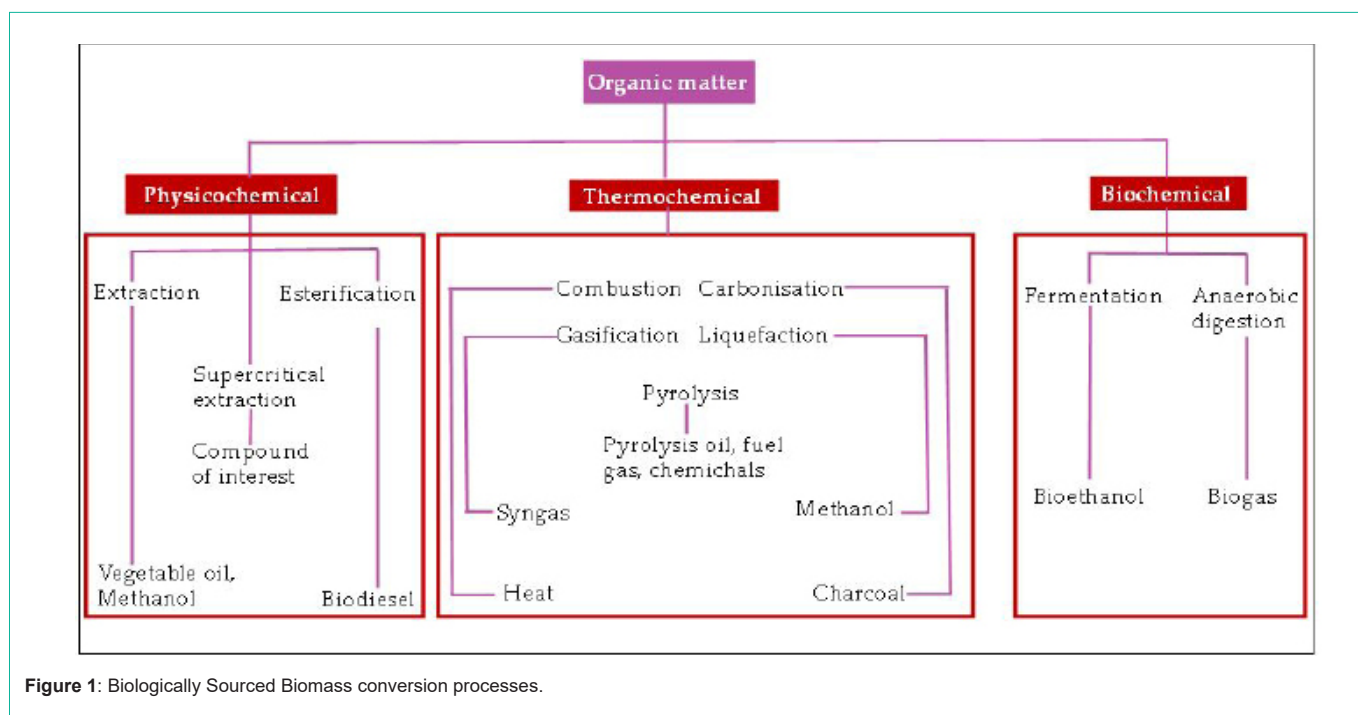 Organic matter
Physicochemical
Thermochemical
Biochemical
Extraction
Esterification
Supercritical
extraction
Compound
of interest
Vegetable oil,
Methanol
Biodiesel
Combustion
Carbonisation
Gasification
Liquefaction
Pyrolysis
Pyrolysis oil, fuel
gas, chemichals
Syngas
Methanol
Heat
Charcoal
Fermentation
Anaerobic
digestion
Bioethanol
Biogas
Figure 1: Biologically Sourced Biomass conversion processes.